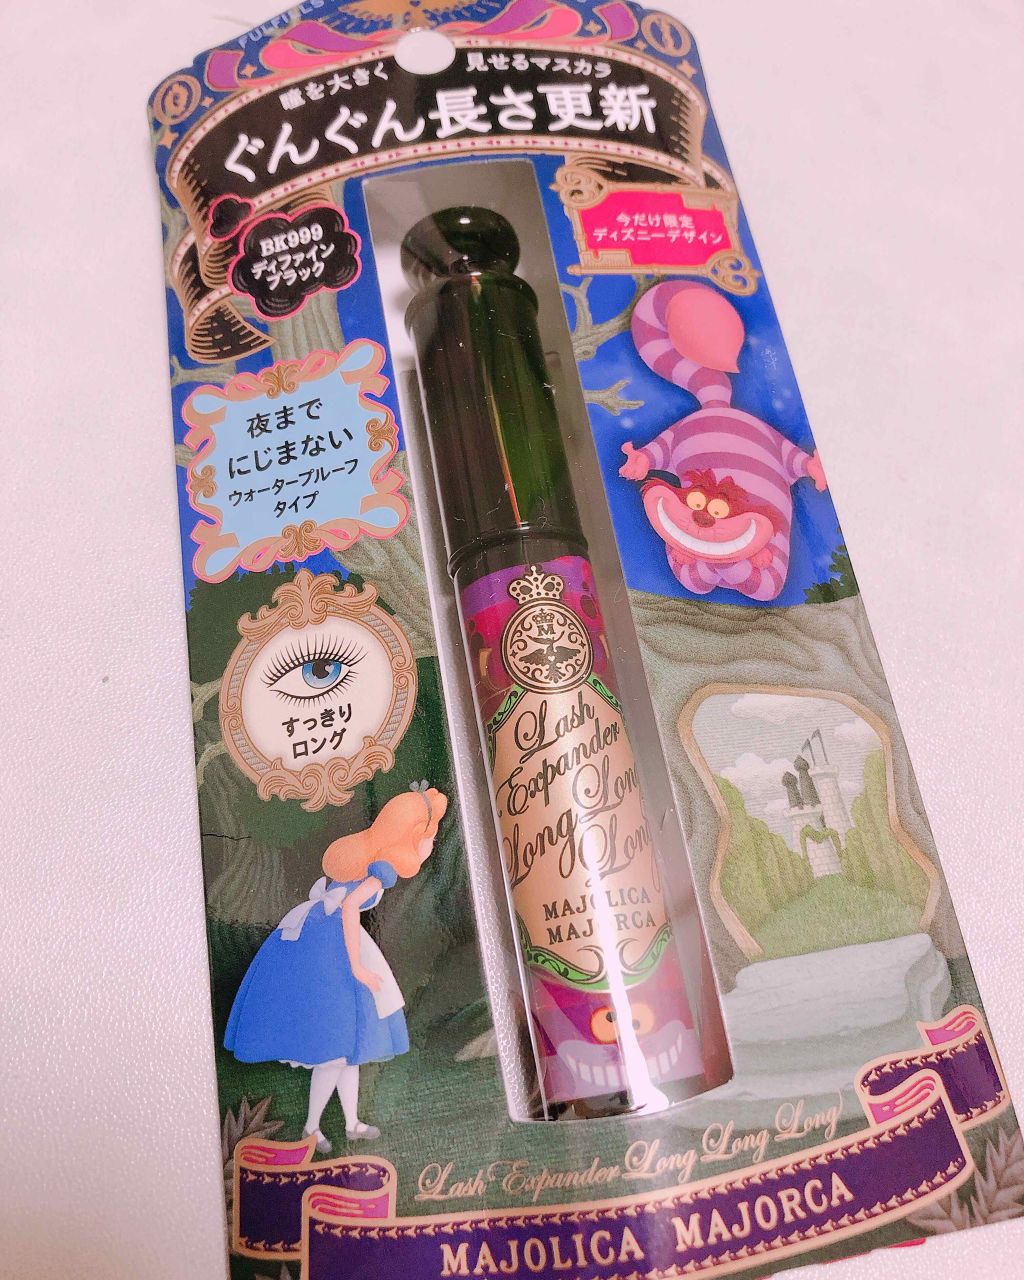 FULFILS
瞳を大きく 見せるマスカラ
ぐんぐん長さ更新
今だけ限定
ディズニーデザイン
BK999
ディファイン
ブラック
夜まで
にじまない
ウォータープルーフ
タイプ
すっきり
ロング
M
Lash
Expander
Long Long
Long
MAJOLICA
MAJORCA
Lash Expander Long Long Long
MAJOLICA MAJORCA